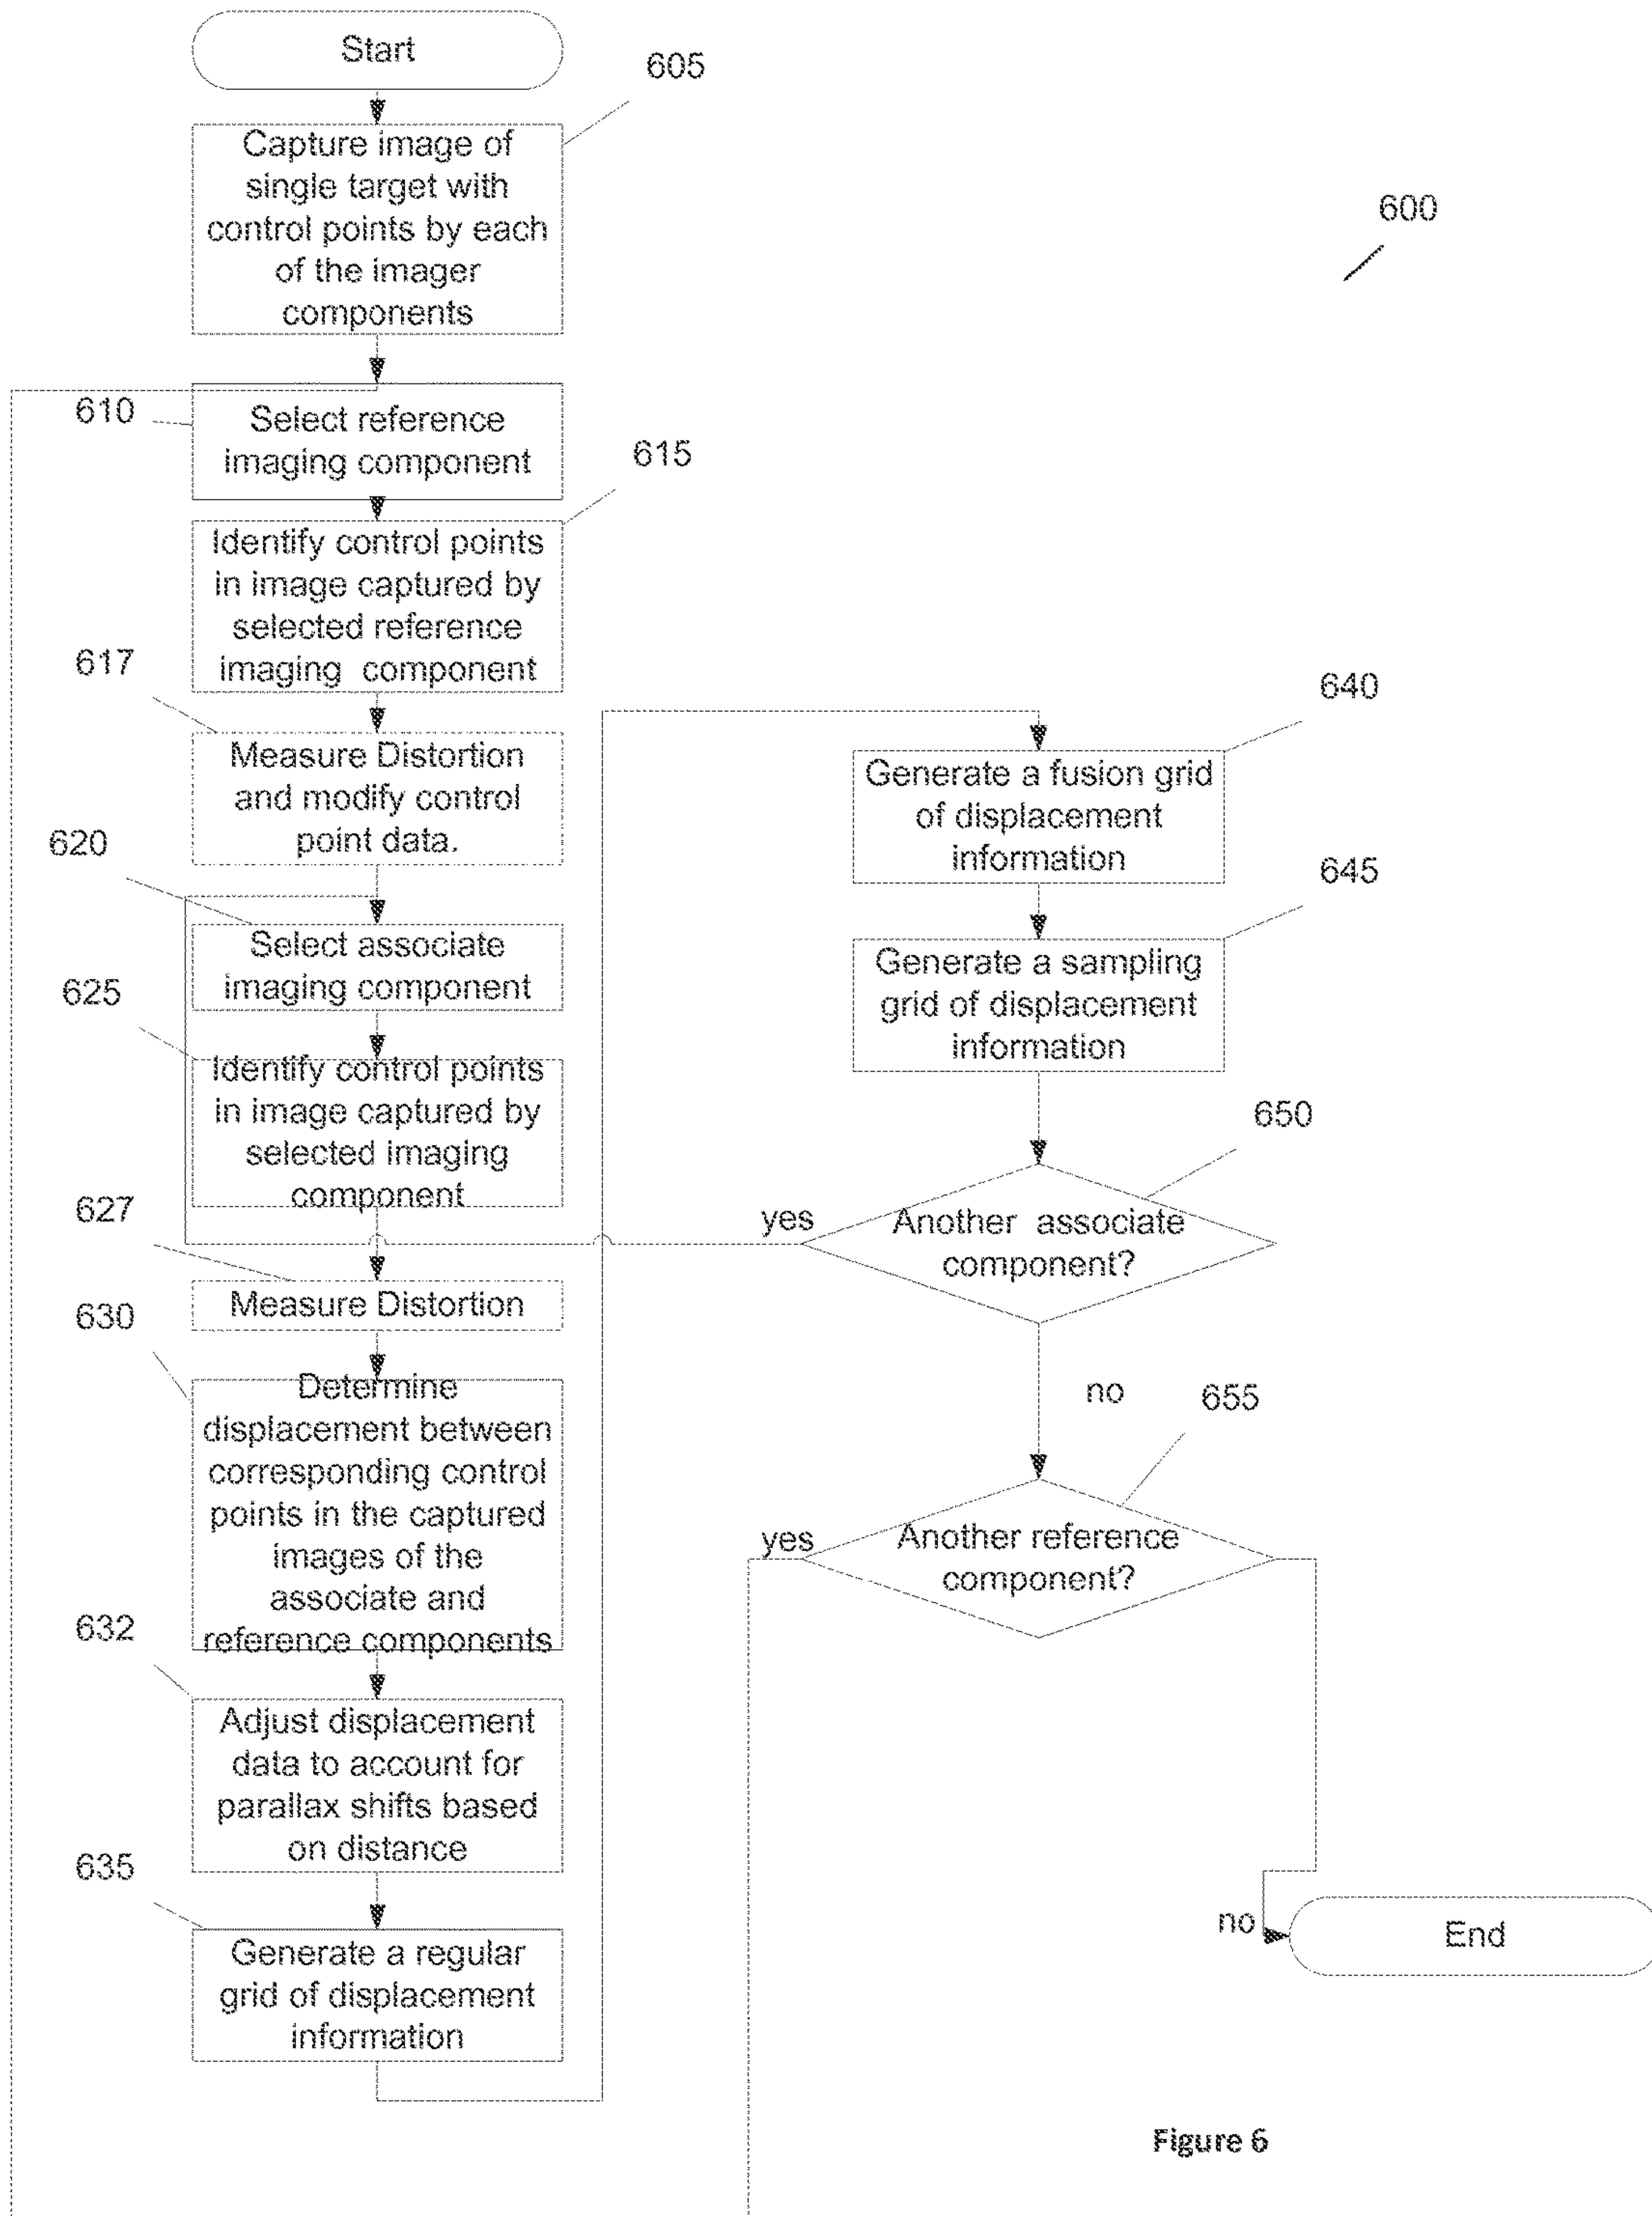 Start
605
Capture image of
single target with
control points by each
of the imager
components
600
610
Select reference
imaging component
615
Identify control points
in image captured by
selected reference
imaging component
617
Measure Distortion
and modify control
point data.
620
Select associate
imaging component
625
Identify control points
in image captured by
selected imaging
component
627
Measure Distortion
630
Determine
displacement between
corresponding control
points in the captured
images of the
associate and
reference components
632
Adjust displacement
data to account for
parallax shifts based
on distance
635
Generate a regular
grid of displacement
information
640
Generate a fusion grid
of displacement
information
645
Generate a sampling
grid of displacement
information
650
yes
Another associate
component?
no
655
yes
Another reference
component?
no
End
Figure 6